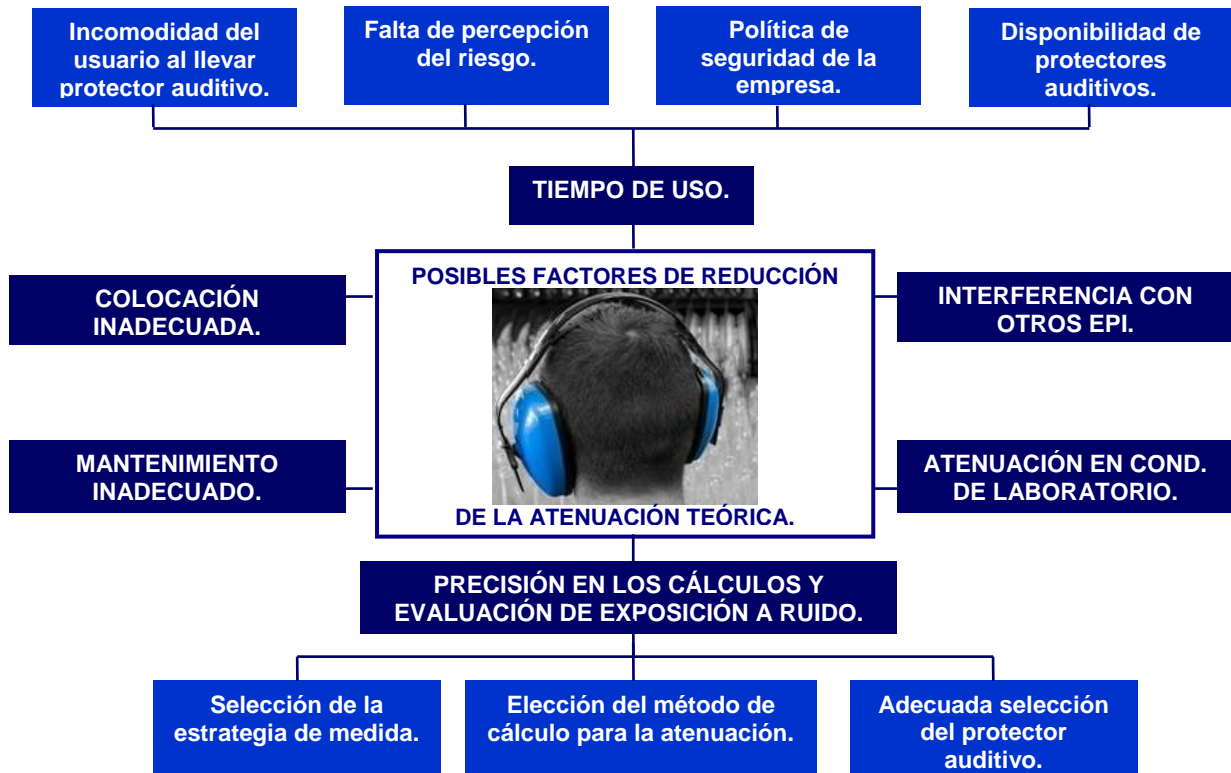 Incomodidad del
usuario al llevar
protector auditivo.
Falta de percepción
del riesgo.
Política de
seguridad de la
empresa.
Disponibilidad de
protectores
auditivos.
TIEMPO DE USO.
COLOCACIÓN
INADECUADA.
POSIBLES FACTORES DE REDUCCIÓN
INTERFERENCIA CON
OTROS EPI.
MANTENIMIENTO
INADECUADO.
ATENUACIÓN EN COND.
DE LABORATORIO.
DE LA ATENUACIÓN TEÓRICA.
PRECISIÓN EN LOS CÁLCULOS Y
EVALUACIÓN DE EXPOSICIÓN A RUIDO.
Selección de la
estrategia de medida.
Elección del método de
cálculo para la atenuación.
Adecuada selección
del protector
auditivo.